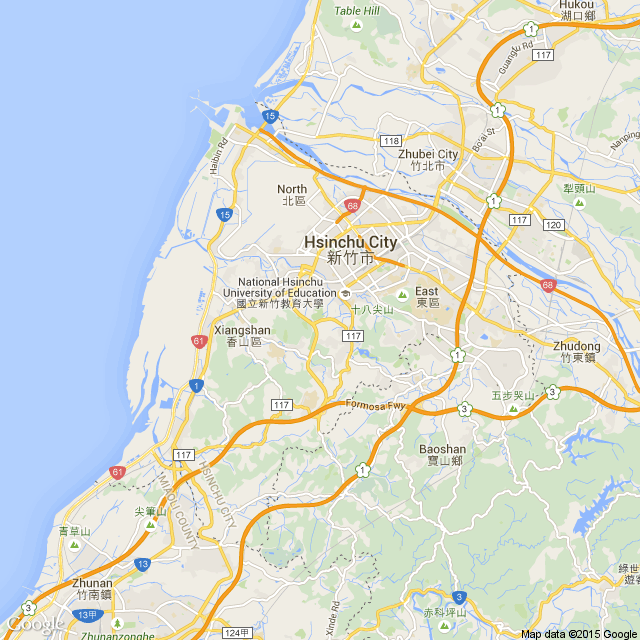 Table Hill
Hukou
湖口鄉
1
117
Guangfu Rd
15
1
Nanping
118
Bo'ai St
Zhubei City
竹北市
Haibin Rd
犁頭山
North
北區
68
1
15
117
120
Hsinchu City
新竹市
National Hsinchu
University of Education
國立新竹教育大學
East
東區
68
十八尖山
Xiangshan
香山區
117
61
Zhudong
竹東鎮
1
1
五步哭山
3
117
Formosa Fwy
3
Baoshan
寶山鄉
117
61
1
HSINCHU CITY
MIAOLI COUNTY
尖筆山
青草山
13
綠世
遊客
Zhunan
竹南鎮
3
3
13甲
赤科坪山
Xinde Rd
124甲
Zhunanzonghe
Google
Map data ©2015 Google